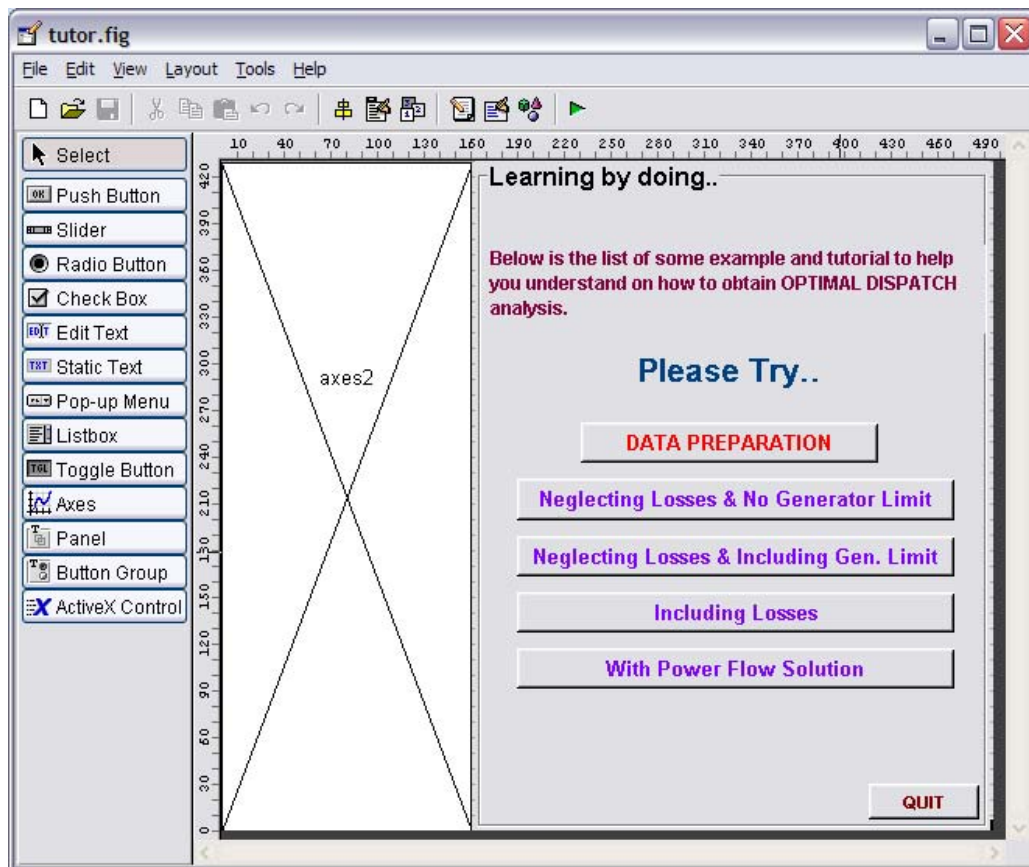 tutor.fig
File Edit View Layout Tools Help
10 40 70 100 130 160 190 220 250 280 310 340 370 400 430 460 490
Select
OK Push Button
Slider
Radio Button
Check Box
EDIT Edit Text
TXT Static Text
Pop-up Menu
Listbox
TGL Toggle Button
Axes
Panel
Button Group
ActiveX Control
420
390
360
330
300
270
240
210
180
150
120
90
60
30
0
axes2
Learning by doing..
Below is the list of some example and tutorial to help
you understand on how to obtain OPTIMAL DISPATCH
analysis.
Please Try..
DATA PREPARATION
Neglecting Losses & No Generator Limit
Neglecting Losses & Including Gen. Limit
Including Losses
With Power Flow Solution
QUIT